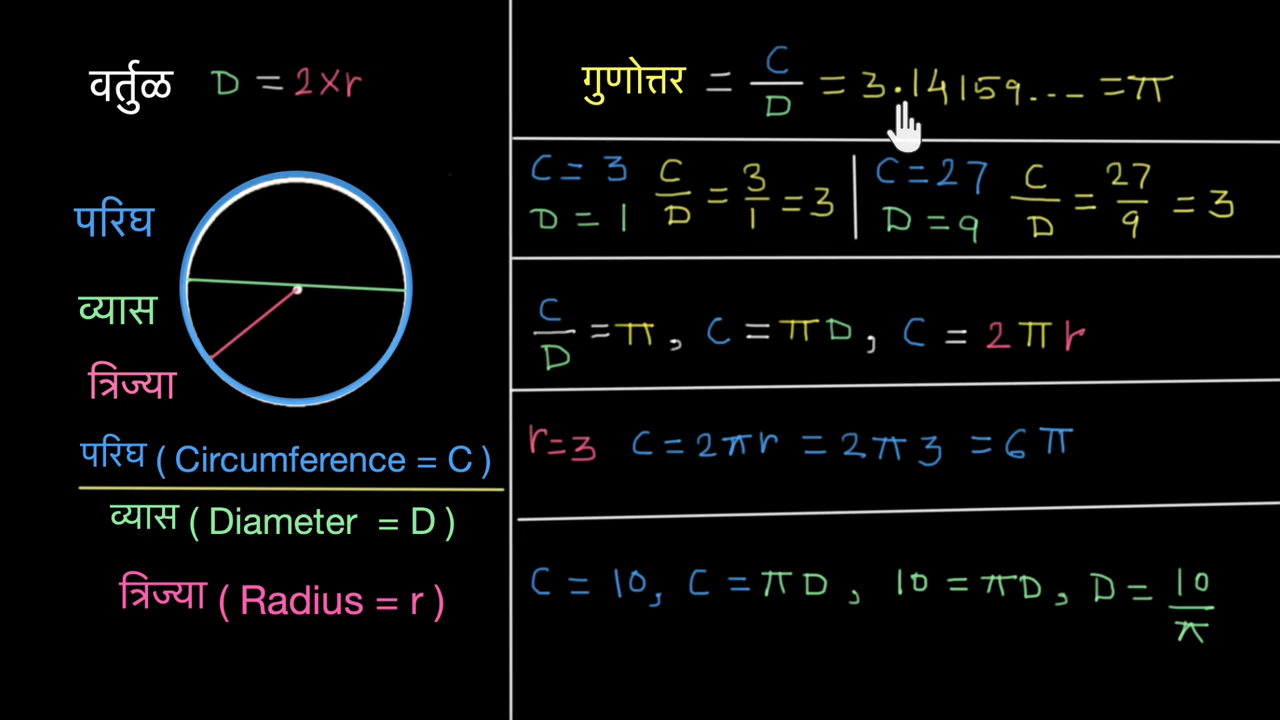 वर्तुळ D = 2×r
परिघ
व्यास
त्रिज्या
परिघ ( Circumference = C )
व्यास ( Diameter = D )
त्रिज्या ( Radius = r )
गुणोत्तर = C/D = 3.14159... = π
C = 3 C/D = 3/1 = 3
D = 1
C = 27 C/D = 27/9 = 3
D = 9
C/D = π, C = πD, C = 2πr
r=3 C = 2πr = 2π3 = 6π
C = 10, C = πD, 10 = πD, D = 10/π